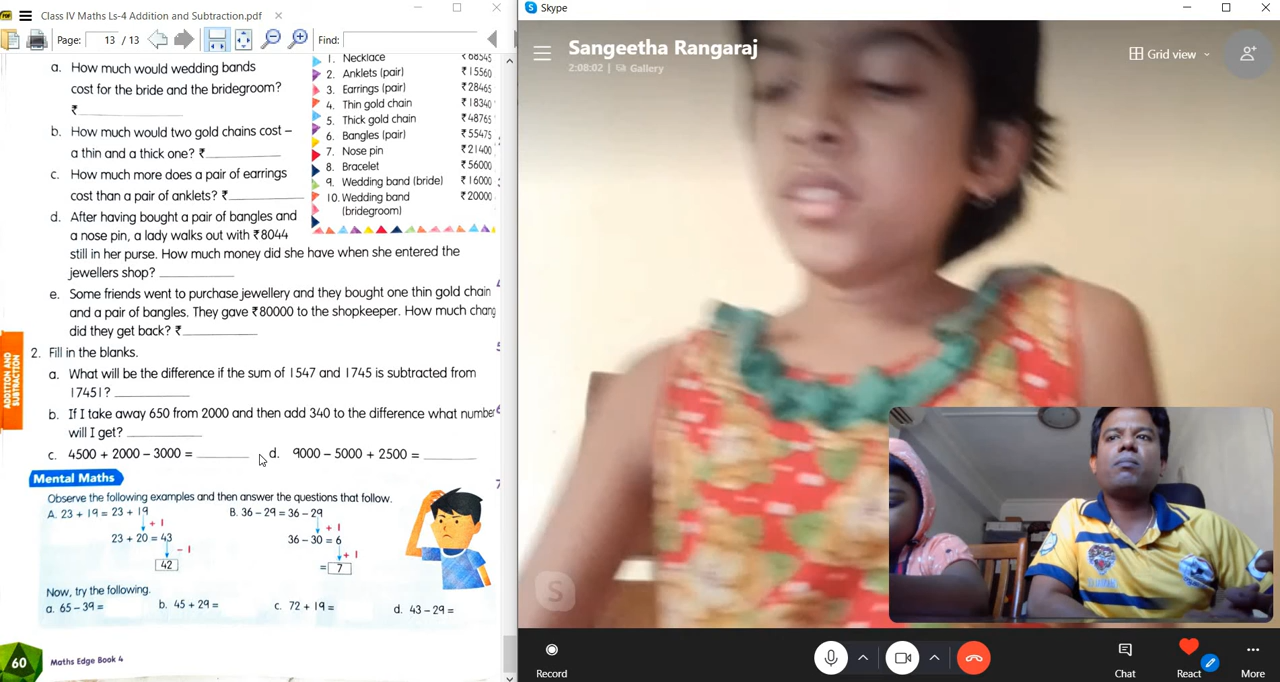 Class IV Maths Ls-4 Addition and Subtraction.pdf
Page: 13 / 13 Find:
a. How much would wedding bands
cost for the bride and the bridegroom?
₹
b. How much would two gold chains cost –
a thin and a thick one? ₹
c. How much more does a pair of earrings
cost than a pair of anklets? ₹
d. After having bought a pair of bangles and
a nose pin, a lady walks out with ₹8044
still in her purse. How much money did she have when she entered the
jewellers shop?
e. Some friends went to purchase jewellery and they bought one thin gold chain
and a pair of bangles. They gave ₹80000 to the shopkeeper. How much chang
did they get back? ₹
1. Necklace ₹68545
2. Anklets (pair) ₹15560
3. Earrings (pair) ₹28465
4. Thin gold chain ₹18340
5. Thick gold chain ₹48765
6. Bangles (pair) ₹55475
7. Nose pin ₹21400
8. Bracelet ₹56000
9. Wedding band (bride) ₹16000
10. Wedding band ₹20000
(bridegroom)
2. Fill in the blanks.
a. What will be the difference if the sum of 1547 and 1745 is subtracted from
17451?
b. If I take away 650 from 2000 and then add 340 to the difference what number
will I get?
c. 4500 + 2000 – 3000 = d. 9000 – 5000 + 2500 =
ADDITION AND
SUBTRACTION
Mental Maths
Observe the following examples and then answer the questions that follow.
A. 23 + 19 = 23 + 19 B. 36 – 29 = 36 – 29
+ 1 + 1
23 + 20 = 43 36 – 30 = 6
– 1 + 1
42 = 7
Now, try the following.
a. 65 – 39 = b. 45 + 29 = c. 72 + 19 = d. 43 – 29 =
60 Maths Edge Book 4
Skype
Sangeetha Rangaraj
2:08:02 | Gallery
Grid view
Record
Chat
React
More